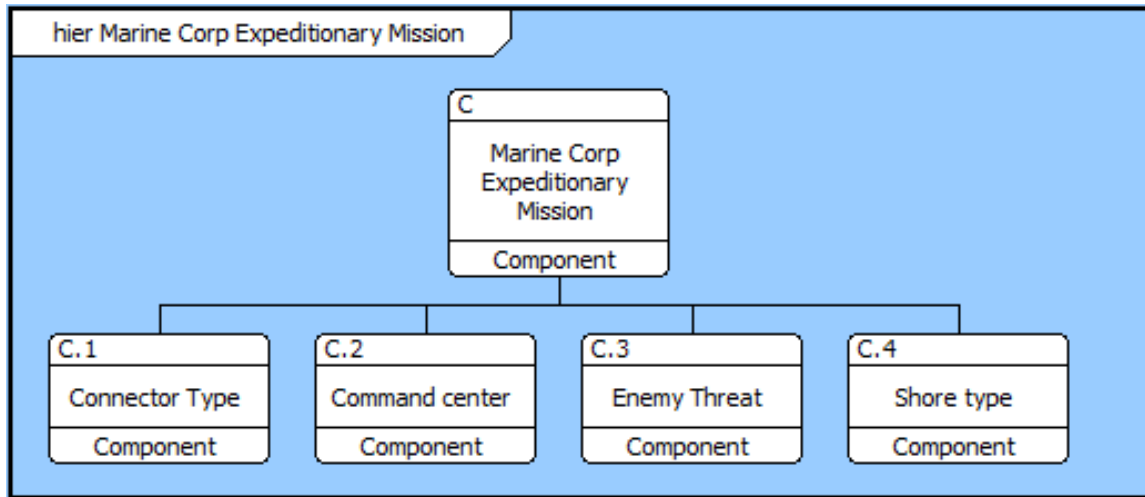 hier Marine Corp Expeditionary Mission
C
Marine Corp
Expeditionary
Mission
Component
C.1
Connector Type
Component
C.2
Command center
Component
C.3
Enemy Threat
Component
C.4
Shore type
Component